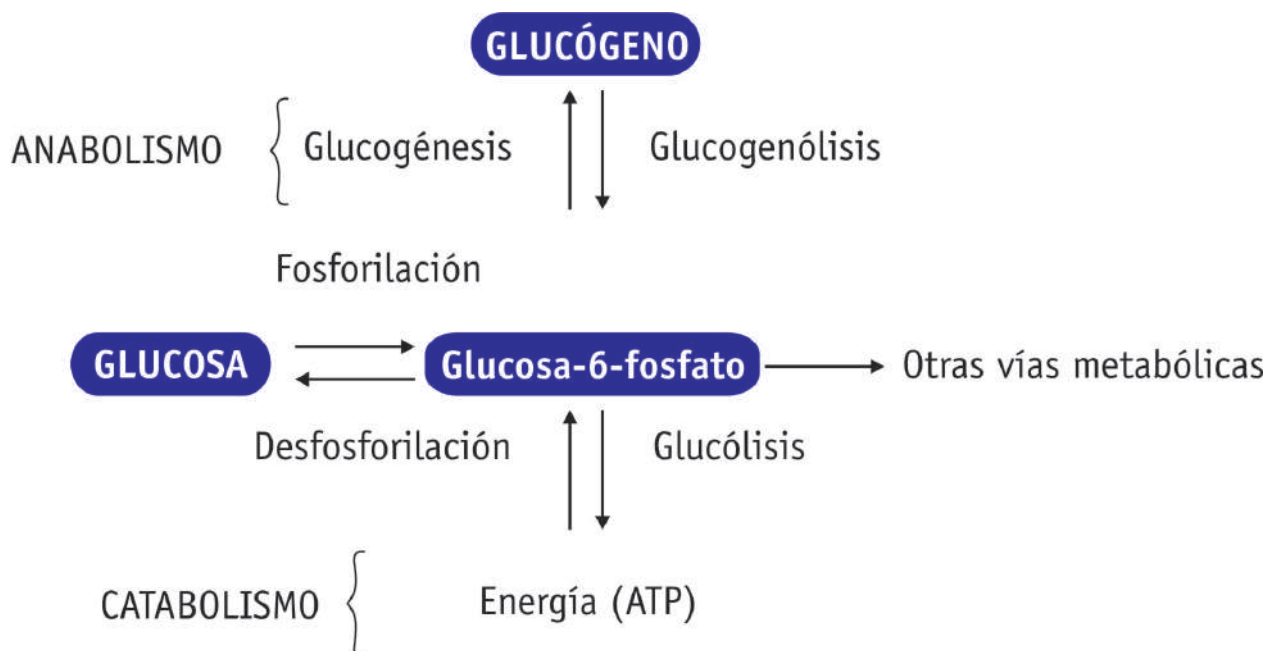 GLUCÓGENO
ANABOLISMO
Glucogénesis
Glucogenólisis
Fosforilación
GLUCOSA
Glucosa-6-fosfato
Otras vías metabólicas
Desfosforilación
Glucólisis
CATABOLISMO
Energía (ATP)